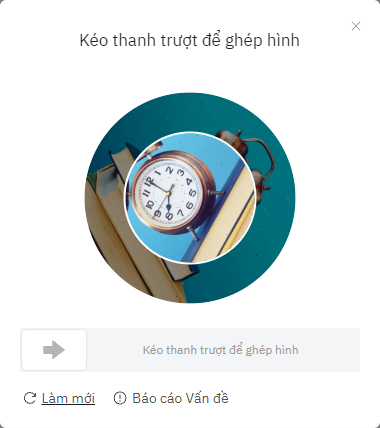 Kéo thanh trượt để ghép hình
Kéo thanh trượt để ghép hình
Làm mới
Báo cáo Vấn đề